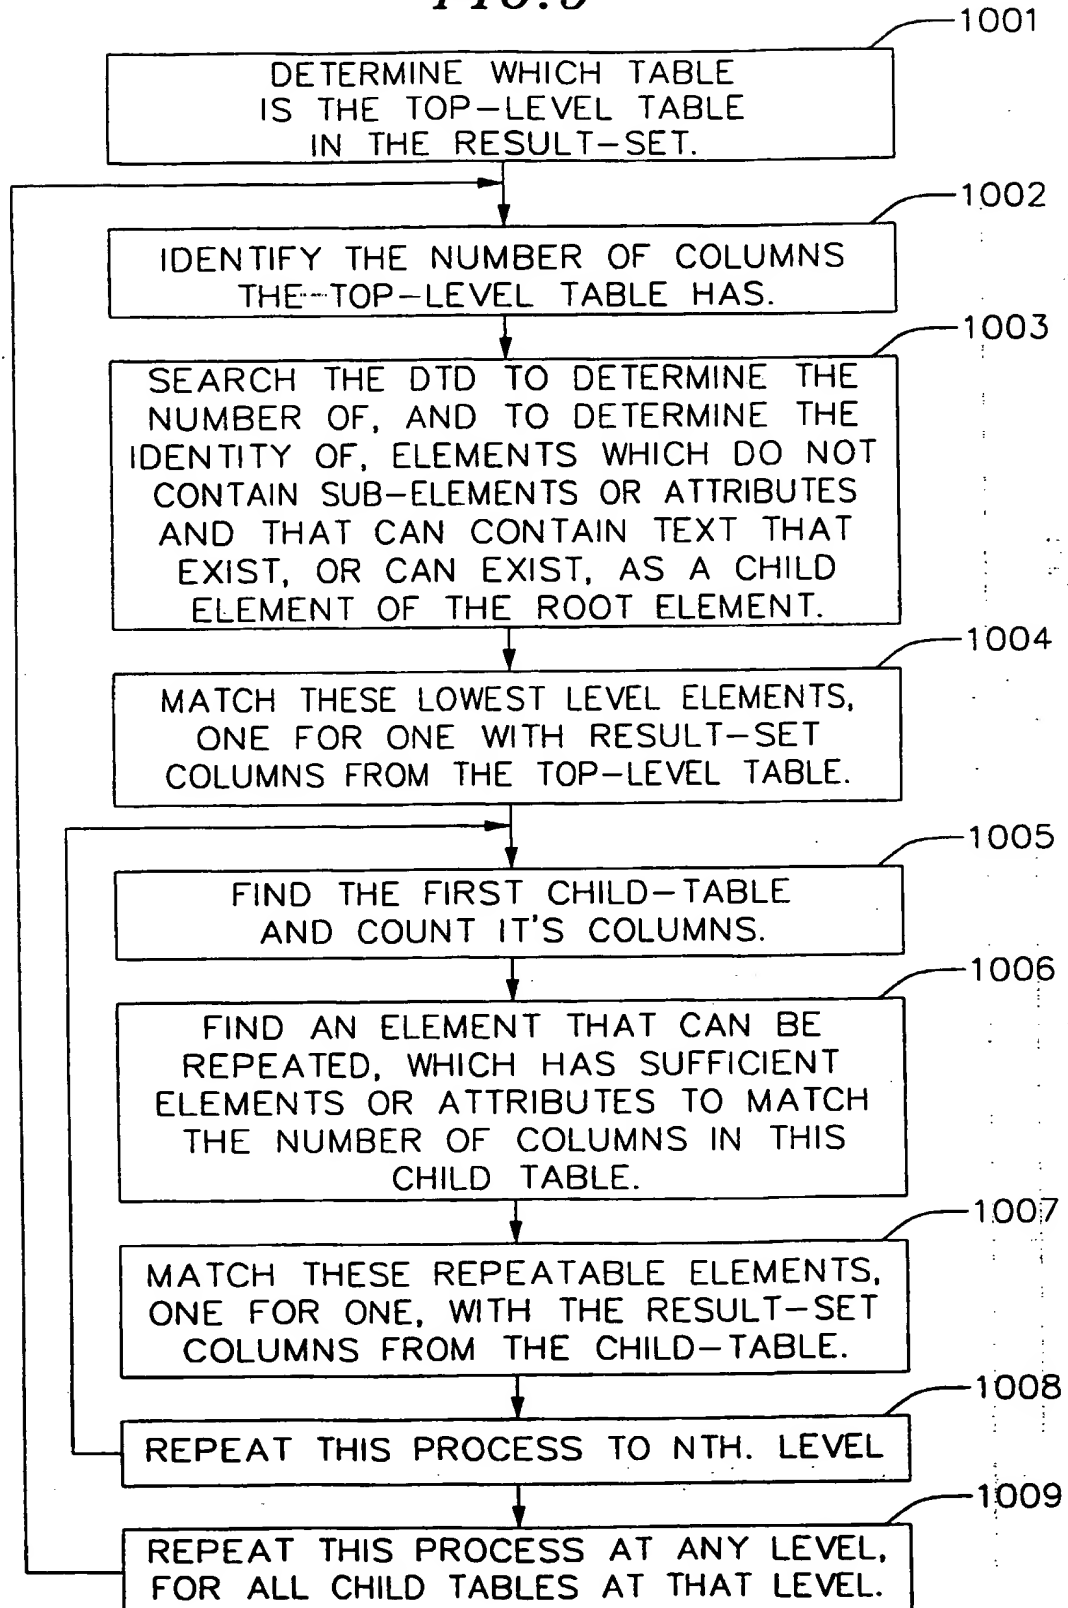 1001
DETERMINE WHICH TABLE
IS THE TOP-LEVEL TABLE
IN THE RESULT-SET.
1002
IDENTIFY THE NUMBER OF COLUMNS
THE TOP-LEVEL TABLE HAS.
1003
SEARCH THE DTD TO DETERMINE THE
NUMBER OF, AND TO DETERMINE THE
IDENTITY OF, ELEMENTS WHICH DO NOT
CONTAIN SUB-ELEMENTS OR ATTRIBUTES
AND THAT CAN CONTAIN TEXT THAT
EXIST, OR CAN EXIST, AS A CHILD
ELEMENT OF THE ROOT ELEMENT.
1004
MATCH THESE LOWEST LEVEL ELEMENTS,
ONE FOR ONE WITH RESULT-SET
COLUMNS FROM THE TOP-LEVEL TABLE.
1005
FIND THE FIRST CHILD-TABLE
AND COUNT IT'S COLUMNS.
1006
FIND AN ELEMENT THAT CAN BE
REPEATED, WHICH HAS SUFFICIENT
ELEMENTS OR ATTRIBUTES TO MATCH
THE NUMBER OF COLUMNS IN THIS
CHILD TABLE.
1007
MATCH THESE REPEATABLE ELEMENTS,
ONE FOR ONE, WITH THE RESULT-SET
COLUMNS FROM THE CHILD-TABLE.
1008
REPEAT THIS PROCESS TO NTH. LEVEL
1009
REPEAT THIS PROCESS AT ANY LEVEL,
FOR ALL CHILD TABLES AT THAT LEVEL.